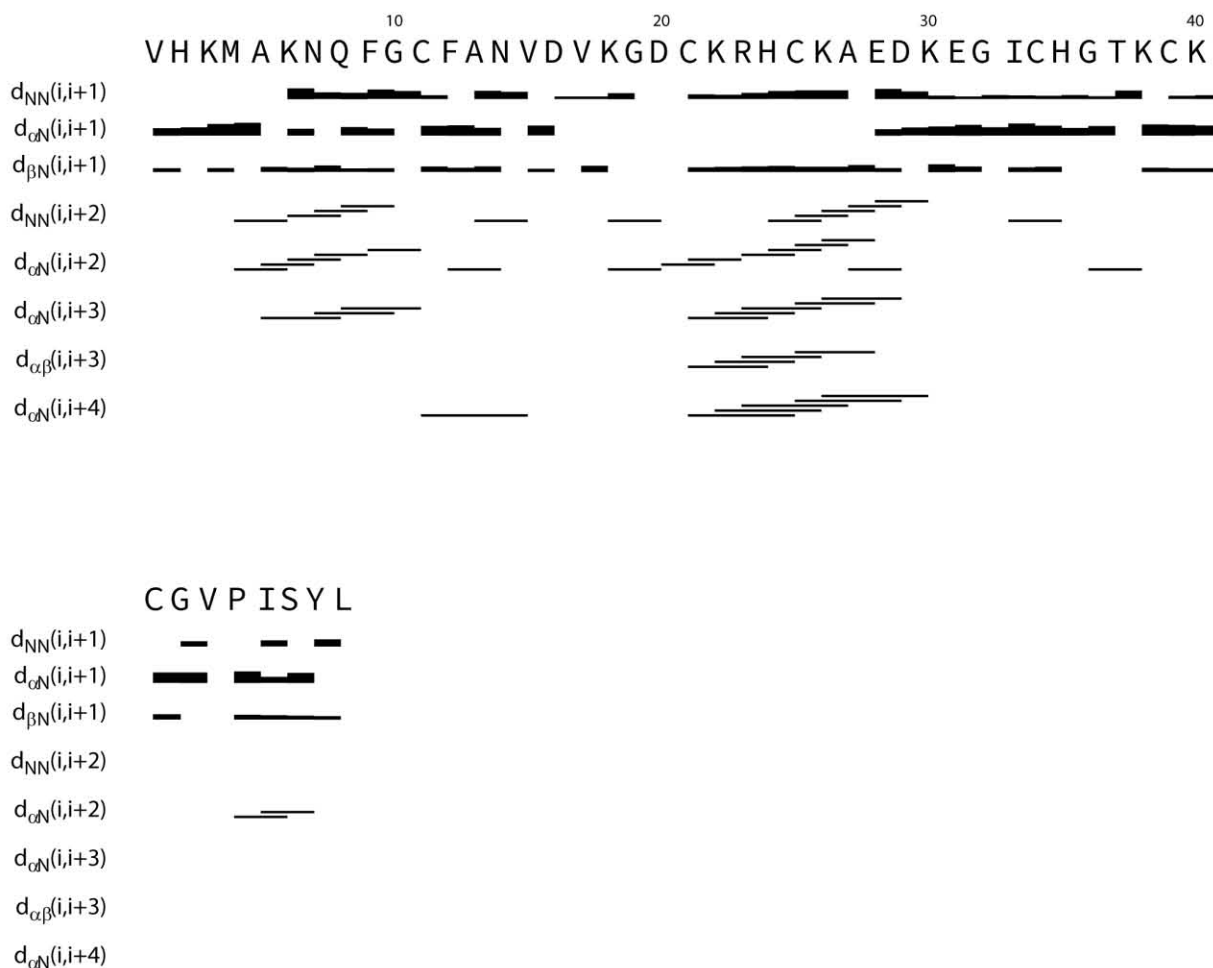 10 20 30 40
V H K M A K N Q F G C F A N V D V K G D C K R H C K A E D K E G I C H G T K C K
dNN(i,i+1)
dαN(i,i+1)
dβN(i,i+1)
dNN(i,i+2)
dαN(i,i+2)
dαN(i,i+3)
dαβ(i,i+3)
dαN(i,i+4)
C G V P I S Y L
dNN(i,i+1)
dαN(i,i+1)
dβN(i,i+1)
dNN(i,i+2)
dαN(i,i+2)
dαN(i,i+3)
dαβ(i,i+3)
dαN(i,i+4)